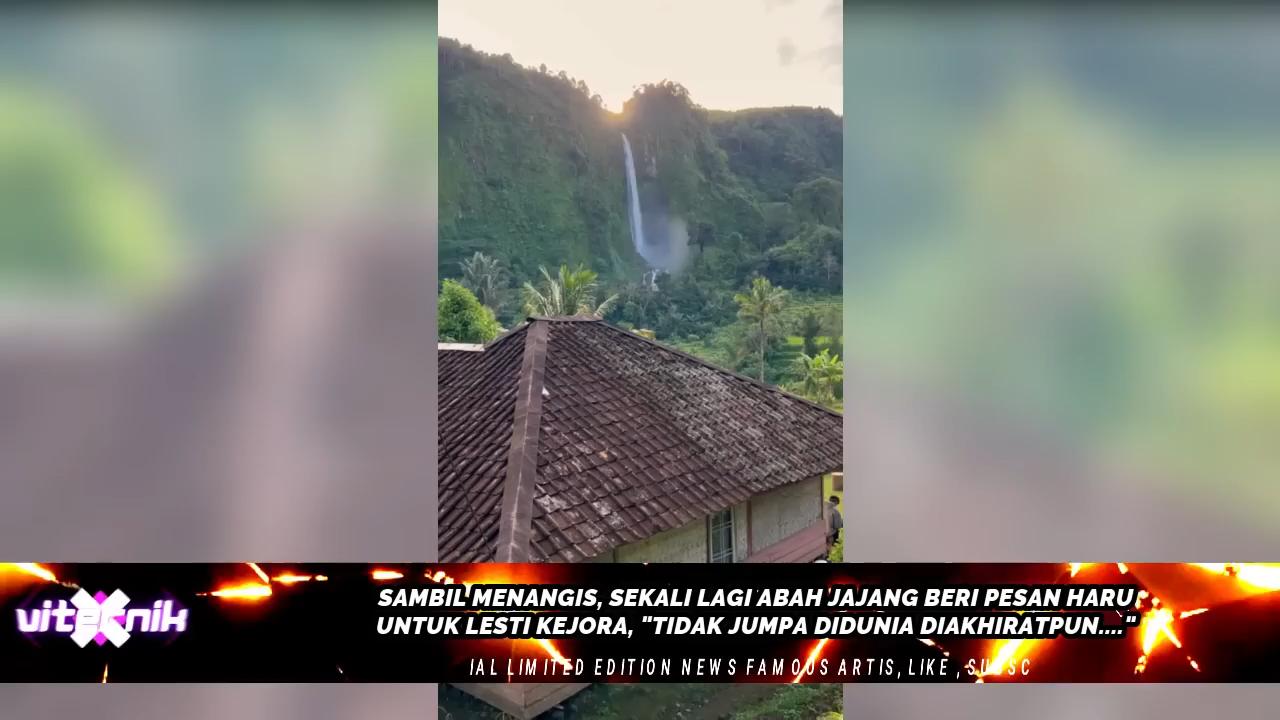 viteknik
SAMBIL MENANGIS, SEKALI LAGI ABAH JAJANG BERI PESAN HARU
UNTUK LESTI KEJORA, "TIDAK JUMPA DIDUNIA DIAKHIRATPUN...."
IAL LIMITED EDITION NEWS FAMOUS ARTIS, LIKE , SUBSC